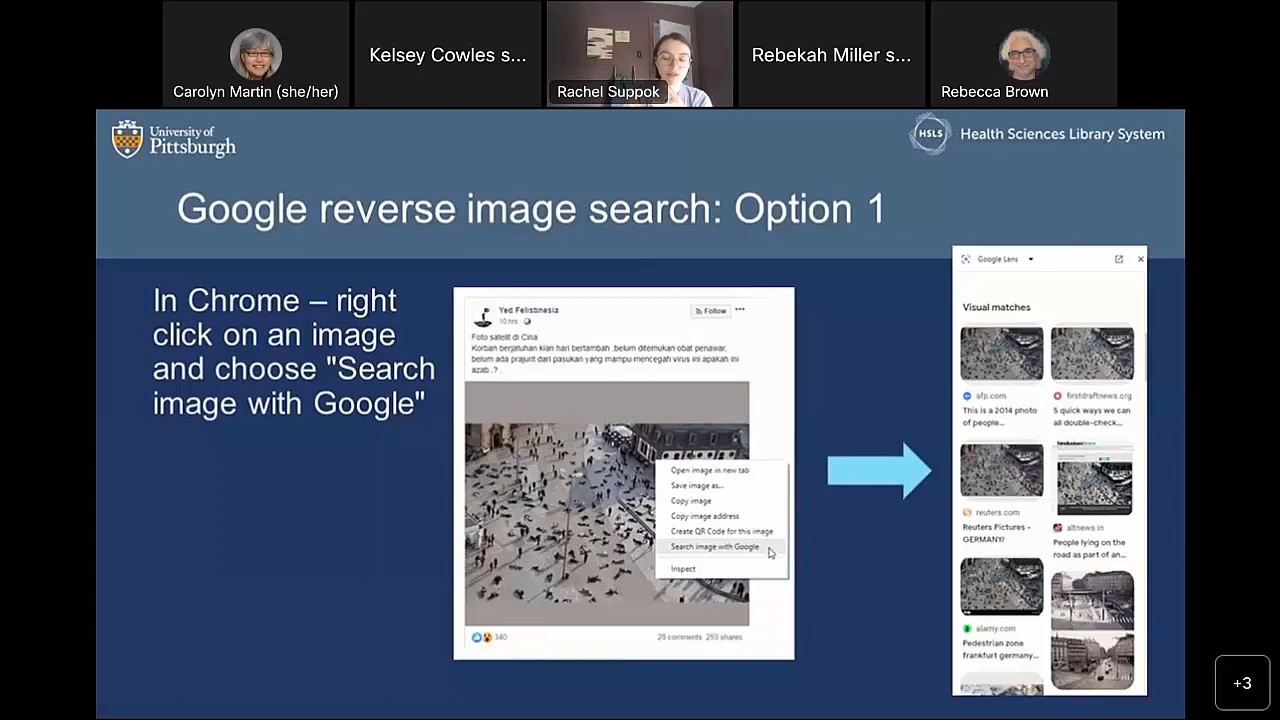 Carolyn Martin (she/her)
Kelsey Cowles s...
Rachel Suppok
Rebekah Miller s...
Rebecca Brown
University of
Pittsburgh
HSLS
Health Sciences Library System
Google reverse image search: Option 1
In Chrome – right
click on an image
and choose "Search
image with Google"
Yed Felistinesia
10 hrs
Follow
Foto satelit di Cina
Korban berjatuhan kian hari bertambah ,belum ditemukan obat penawar,
belum ada prajurit dari pasukan yang mampu mencegah virus ini apakah ini
azab..? .
Open image in new tab
Save image as...
Copy image
Copy image address
Create QR Code for this image
Search image with Google
Inspect
340
28 comments 259 shares
Google Lens
Visual matches
afp.com
This is a 2014 photo
of people...
firstdraftnews.org
5 quick ways we can
all double-check...
reuters.com
Reuters Pictures -
GERMANY/
hindustantimes
altnews.in
People lying on the
road as part of an...
alamy.com
Pedestrian zone
frankfurt germany...
+3